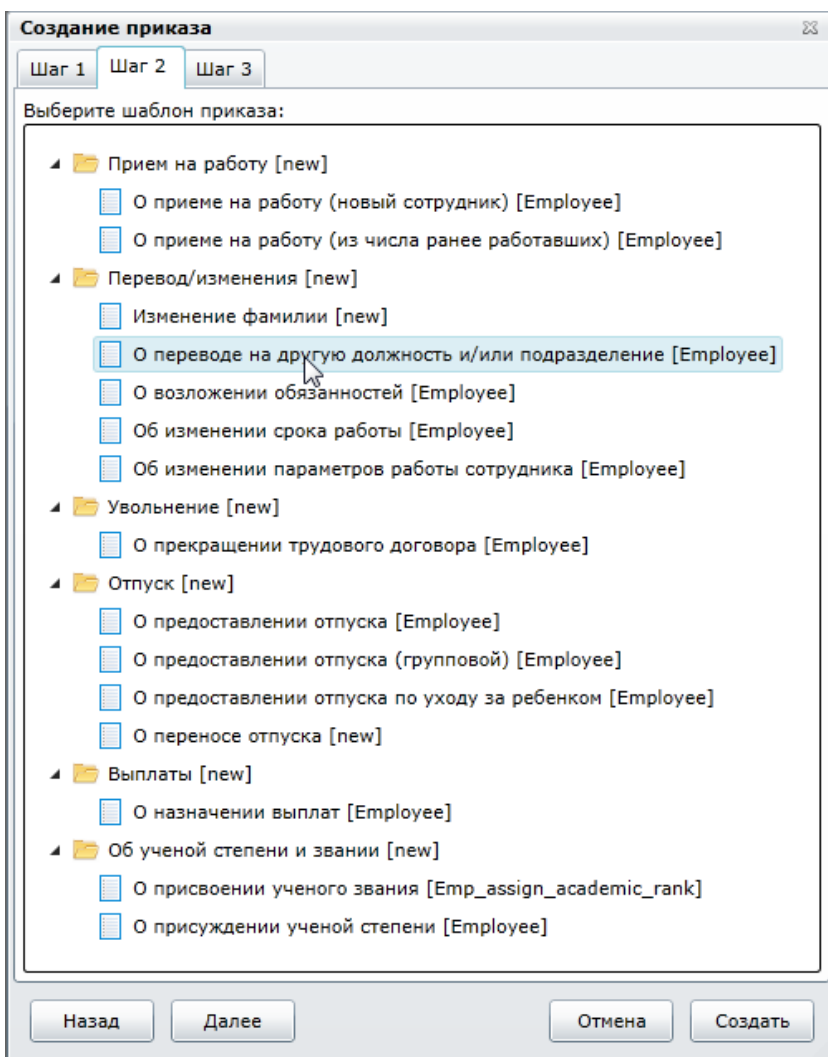 Создание приказа
Шаг 1 Шаг 2 Шаг 3
Выберите шаблон приказа:
Прием на работу [new]
О приеме на работу (новый сотрудник) [Employee]
О приеме на работу (из числа ранее работавших) [Employee]
Перевод/изменения [new]
Изменение фамилии [new]
О переводе на другую должность и/или подразделение [Employee]
О возложении обязанностей [Employee]
Об изменении срока работы [Employee]
Об изменении параметров работы сотрудника [Employee]
Увольнение [new]
О прекращении трудового договора [Employee]
Отпуск [new]
О предоставлении отпуска [Employee]
О предоставлении отпуска (групповой) [Employee]
О предоставлении отпуска по уходу за ребенком [Employee]
О переносе отпуска [new]
Выплаты [new]
О назначении выплат [Employee]
Об ученой степени и звании [new]
О присвоении ученого звания [Emp_assign_academic_rank]
О присуждении ученой степени [Employee]
Назад Далее Отмена Создать